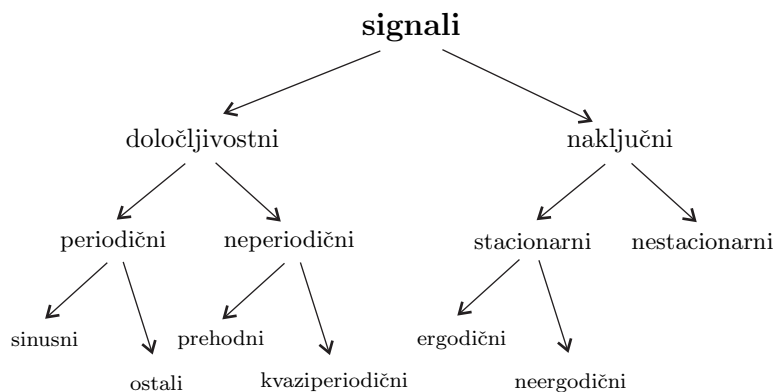 signali
določljivostni
naključni
periodični
neperiodični
stacionarni
nestacionarni
sinusni
prehodni
ergodični
ostali
kvaziperiodični
neergodični